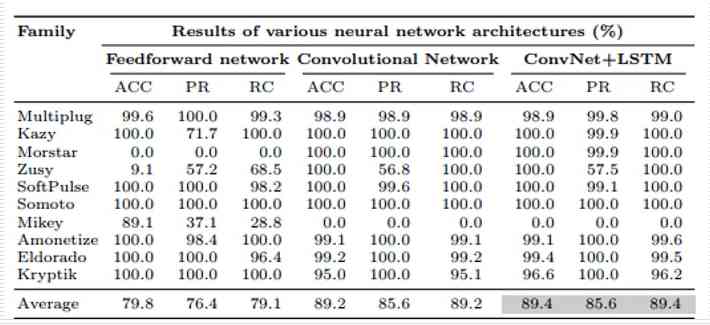 Family Results of various neural network architectures (%)
Feedforward network Convolutional Network ConvNet+LSTM
ACC PR RC ACC PR RC ACC PR RC
Multiplug 99.6 100.0 99.3 98.9 98.9 98.9 98.9 99.8 99.0
Kazy 100.0 71.7 100.0 100.0 100.0 100.0 100.0 99.9 100.0
Morstar 0.0 0.0 0.0 100.0 100.0 100.0 100.0 99.9 100.0
Zusy 9.1 57.2 68.5 100.0 56.8 100.0 100.0 57.5 100.0
SoftPulse 100.0 100.0 98.2 100.0 99.6 100.0 100.0 99.1 100.0
Somoto 100.0 100.0 100.0 100.0 100.0 100.0 100.0 100.0 100.0
Mikey 89.1 37.1 28.8 0.0 0.0 0.0 0.0 0.0 0.0
Amonetize 100.0 98.4 100.0 99.1 100.0 99.1 99.1 100.0 99.6
Eldorado 100.0 100.0 96.4 99.2 100.0 99.2 99.4 100.0 99.5
Kryptik 100.0 100.0 100.0 95.0 100.0 95.1 96.6 100.0 96.2
Average 79.8 76.4 79.1 89.2 85.6 89.2 89.4 85.6 89.4